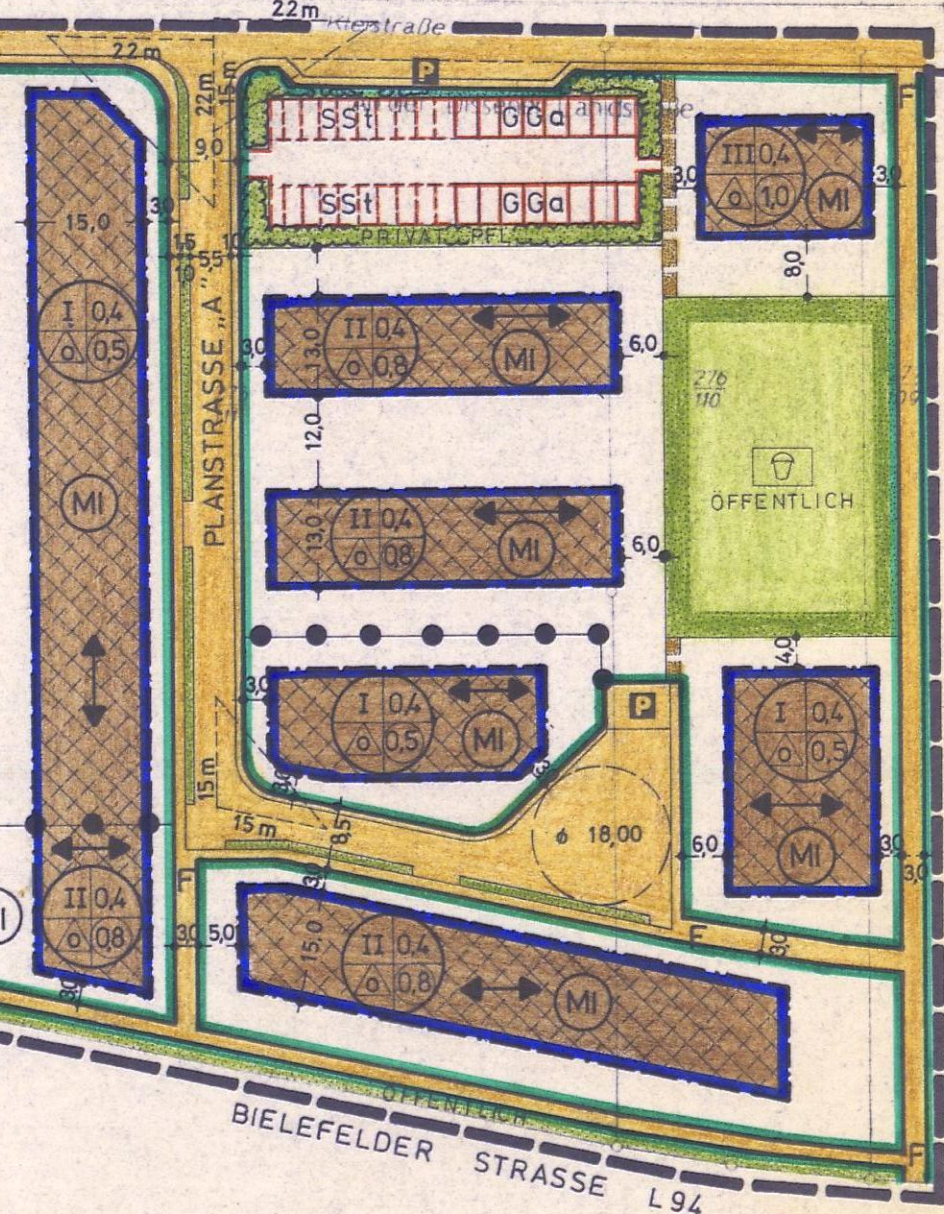 22m
22m
P
22m
15m
F
SSt GGa
9,0
III 0,4
1,0
MI
3,0
3,0
3,0
15,0
SSt GGa
PRIVAT PFL
15
10
10
5,5
8,0
I 0,4
o 0,5
PLANSTRASSE „A“
II 0,4
o 0,8
MI
3,0
13,0
6,0
276
110
12,0
MI
ÖFFENTLICH
II 0,4
o 0,8
MI
13,0
6,0
4,0
3,0
I 0,4
o 0,5
MI
P
I 0,4
o 0,5
MI
15m
3,0
15m
8,5
ø 18,00
6,0
3,0
3,0
II 0,4
o 0,8
F
3,0
3,0
5,0
15,0
II 0,4
o 0,8
MI
F
3,0
3,0
ÖFFENTLICH
F
BIELEFELDER STRASSE L 94